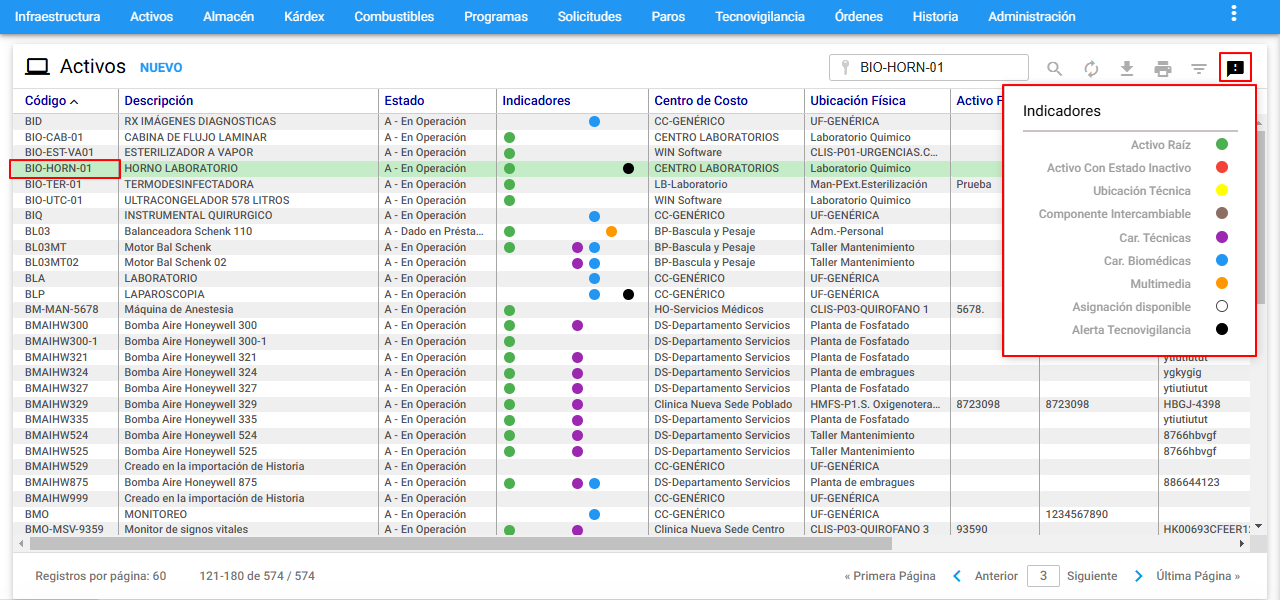 Infraestructura Activos Almacén Kárdex Combustibles Programas Solicitudes Paros Tecnovigilancia Órdenes Historia Administración
Activos NUEVO BIO-HORN-01
Código Descripción Estado Indicadores Centro de Costo Ubicación Física Activo
BID RX IMÁGENES DIAGNOSTICAS A - En Operación CC-GENÉRICO UF-GENÉRICA
BIO-CAB-01 CABINA DE FLUJO LAMINAR A - En Operación CENTRO LABORATORIOS Laboratorio Quimico
BIO-EST-VA01 ESTERILIZADOR A VAPOR A - En Operación WIN Software CLIS-P01-URGENCIAS.C...
BIO-HORN-01 HORNO LABORATORIO A - En Operación CENTRO LABORATORIOS Laboratorio Quimico
BIO-TER-01 TERMODESINFECTADORA A - En Operación LB-Laboratorio Man-PExt.Esterilización Prueba
BIO-UTC-01 ULTRACONGELADOR 578 LITROS A - En Operación WIN Software Laboratorio Quimico
BIQ INSTRUMENTAL QUIRURGICO A - En Operación CC-GENÉRICO UF-GENÉRICA
BL03 Balanceadora Schenk 110 A - Dado en Présta... BP-Bascula y Pesaje Adm.-Personal
BL03MT Motor Bal Schenk A - En Operación BP-Bascula y Pesaje Taller Mantenimiento
BL03MT02 Motor Bal Schenk 02 A - En Operación BP-Bascula y Pesaje Taller Mantenimiento
BLA LABORATORIO A - En Operación CC-GENÉRICO UF-GENÉRICA
BLP LAPAROSCOPIA A - En Operación CC-GENÉRICO UF-GENÉRICA
BM-MAN-5678 Máquina de Anestesia A - En Operación HO-Servicios Médicos CLIS-P03-QUIROFANO 1 5678.
BMAIHW300 Bomba Aire Honeywell 300 A - En Operación DS-Departamento Servicios Planta de Fosfatado
BMAIHW300-1 Bomba Aire Honeywell 300-1 A - En Operación DS-Departamento Servicios Planta de Fosfatado
BMAIHW321 Bomba Aire Honeywell 321 A - En Operación DS-Departamento Servicios Planta de Fosfatado ytiutiutut
BMAIHW324 Bomba Aire Honeywell 324 A - En Operación DS-Departamento Servicios Planta de embragues ygkygig
BMAIHW327 Bomba Aire Honeywell 327 A - En Operación DS-Departamento Servicios Planta de Fosfatado ytiutiutut
BMAIHW329 Bomba Aire Honeywell 329 A - En Operación Clinica Nueva Sede Poblado HMFS-P1.S. Oxigenotera... 8723098 8723098 HBGJ-4398
BMAIHW335 Bomba Aire Honeywell 335 A - En Operación DS-Departamento Servicios Planta de Fosfatado ytiutiutut
BMAIHW524 Bomba Aire Honeywell 524 A - En Operación DS-Departamento Servicios Taller Mantenimiento 8766hbvgf
BMAIHW525 Bomba Aire Honeywell 525 A - En Operación DS-Departamento Servicios Taller Mantenimiento 8766hbvgf
BMAIHW529 Creado en la importación de Historia A - En Operación CC-GENÉRICO UF-GENÉRICA
BMAIHW875 Bomba Aire Honeywell 875 A - En Operación DS-Departamento Servicios Planta de embragues 886644123
BMAIHW999 Creado en la importación de Historia A - En Operación CC-GENÉRICO UF-GENÉRICA
BMO MONITOREO A - En Operación CC-GENÉRICO UF-GENÉRICA 1234567890
BMO-MSV-9359 Monitor de signos vitales A - En Operación Clinica Nueva Sede Centro CLIS-P03-QUIROFANO 3 93590
Indicadores
Activo Raíz
Activo Con Estado Inactivo
Ubicación Técnica
Componente Intercambiable
Car. Técnicas
Car. Biomédicas
Multimedia
Asignación disponible
Alerta Tecnovigilancia
Registros por página: 60 121-180 de 574 / 574 « Primera Página Anterior 3 Siguiente Última Página »